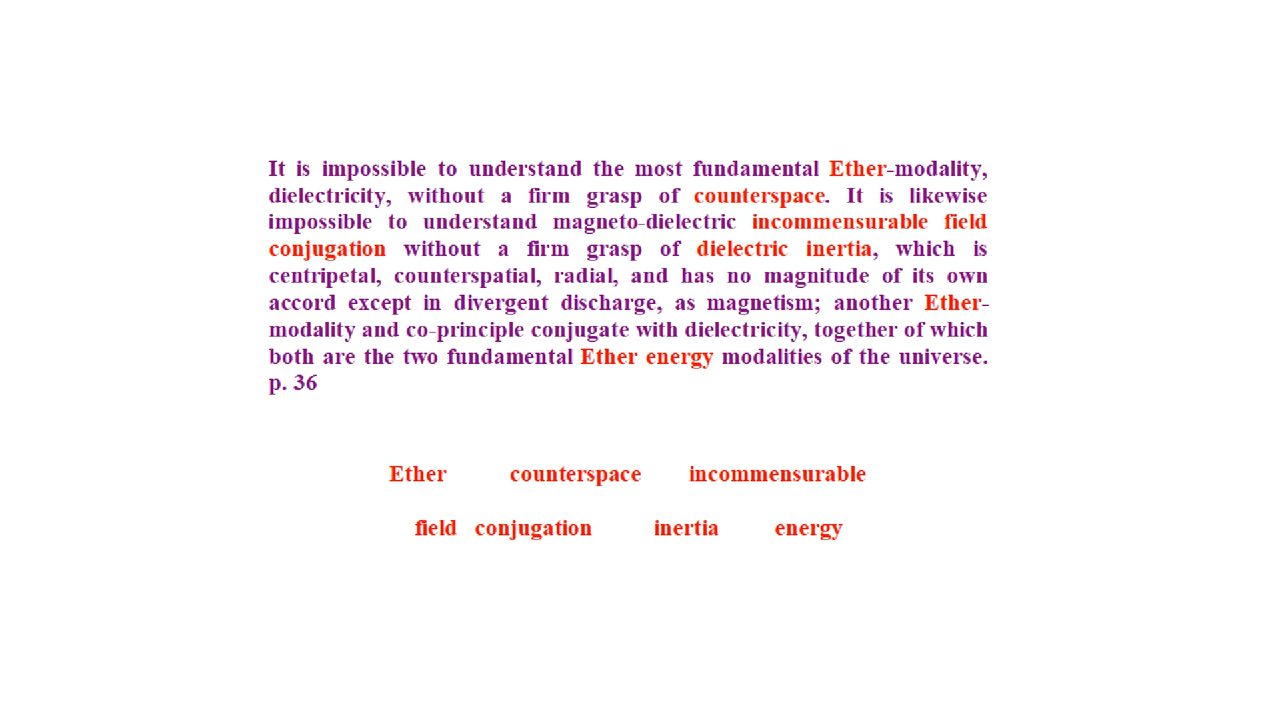 It is impossible to understand the most fundamental Ether-modality,
dielectricity, without a firm grasp of counterspace. It is likewise
impossible to understand magneto-dielectric incommensurable field
conjugation without a firm grasp of dielectric inertia, which is
centripetal, counterspatial, radial, and has no magnitude of its own
accord except in divergent discharge, as magnetism; another Ether-
modality and co-principle conjugate with dielectricity, together of which
both are the two fundamental Ether energy modalities of the universe.
p. 36
Ether counterspace incommensurable
field conjugation inertia energy